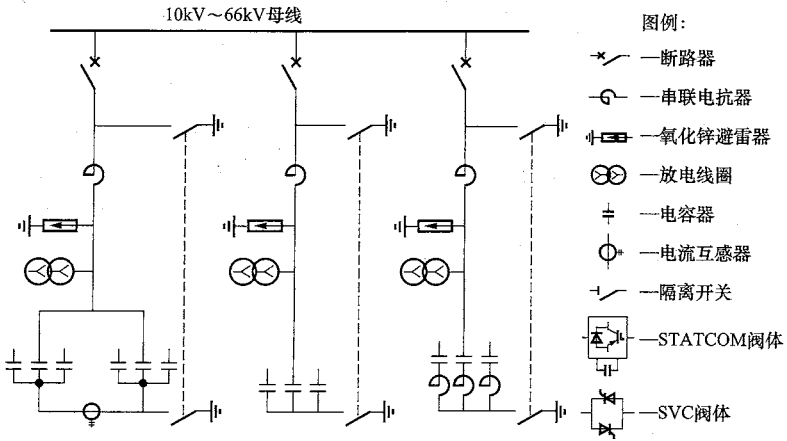 10kV～66kV母线
图例:
断路器
串联电抗器
氧化锌避雷器
放电线圈
电容器
电流互感器
隔离开关
STATCOM阀体
SVC阀体